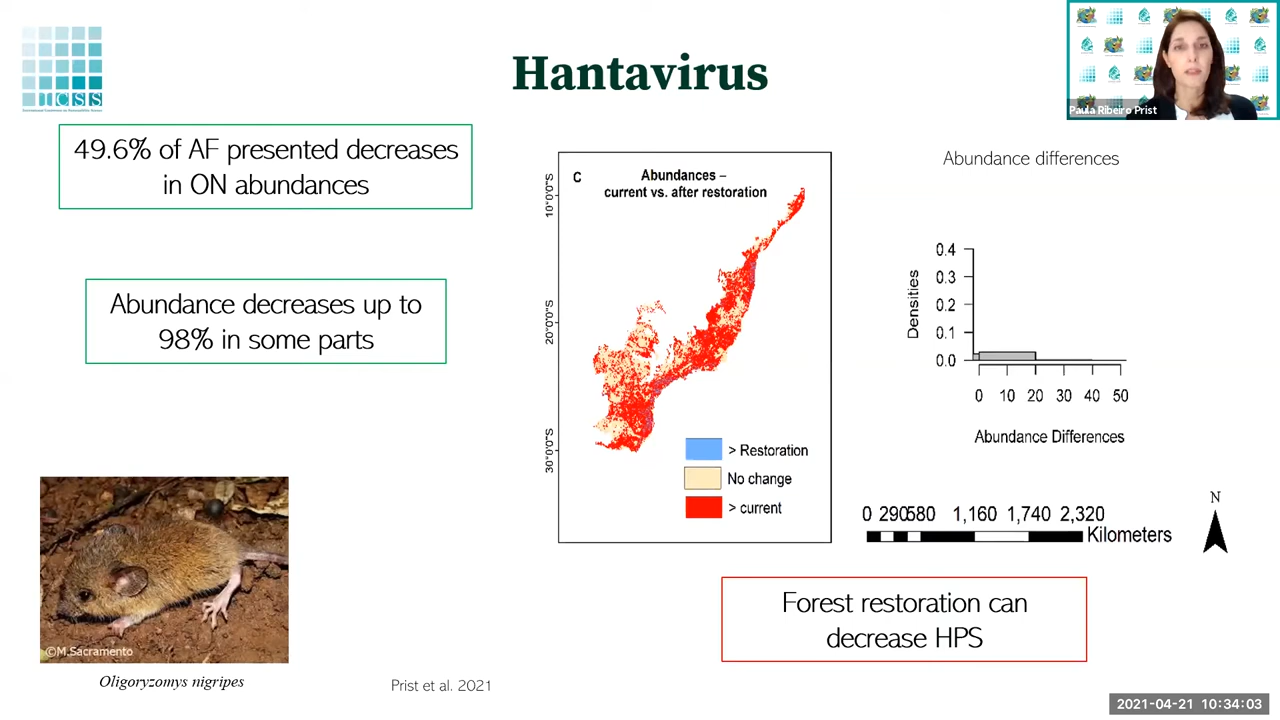 IICSS
Hantavirus
Paula Ribeiro Prist
49.6% of AF presented decreases
in ON abundances
Abundance decreases up to
98% in some parts
C
Abundances –
current vs. after restoration
10°0'0"S
20°0'0"S
30°0'0"S
> Restoration
No change
> current
Abundance differences
Densities
0.4
0.3
0.2
0.1
0.0
0 10 20 30 40 50
Abundance Differences
0 290580 1,160 1,740 2,320
Kilometers
N
Forest restoration can
decrease HPS
©M.Sacramento
Oligoryzomys nigripes
Prist et al. 2021
2021-04-21 10:34:03